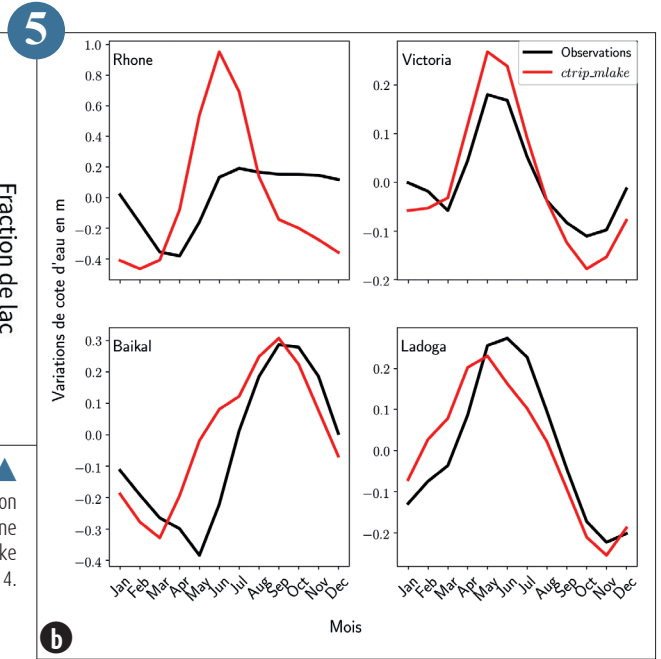 5
Fraction de lac
on
ne
ke
4.
Variations de cote d'eau en m
Rhone
1.0
0.8
0.6
0.4
0.2
0.0
−0.2
−0.4
Victoria
Observations
ctrip_mlake
0.2
0.1
0.0
−0.1
−0.2
Baikal
0.3
0.2
0.1
0.0
−0.1
−0.2
−0.3
−0.4
Jan Feb Mar Apr May Jun Jul Aug Sep Oct Nov Dec
Ladoga
0.2
0.1
0.0
−0.1
−0.2
Jan Feb Mar Apr May Jun Jul Aug Sep Oct Nov Dec
Mois
b